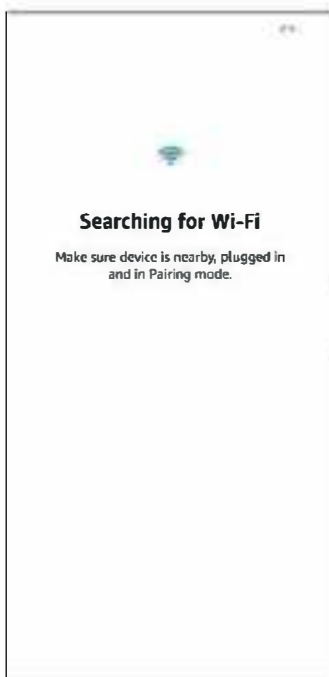 Searching for Wi-Fi
Make sure device is nearby, plugged in
and in Pairing mode.